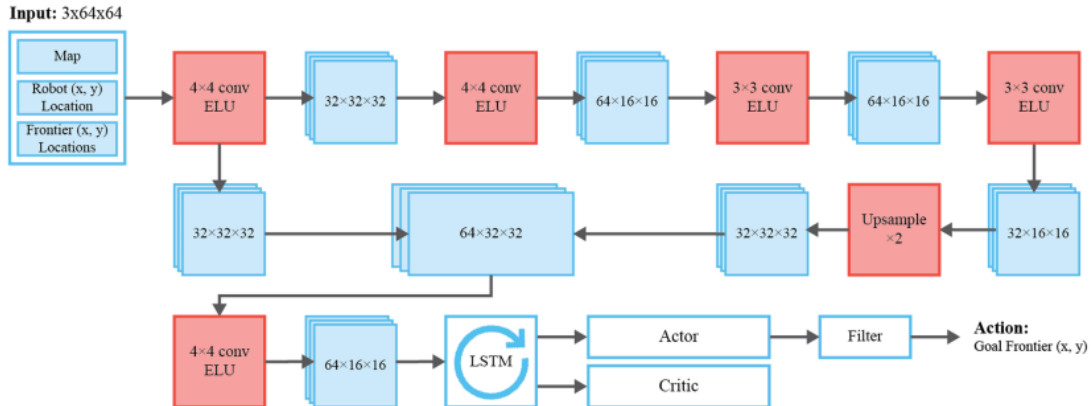 Input: 3x64x64
Map
Robot (x, y)
Location
Frontier (x, y)
Locations
4×4 conv
ELU
32×32×32
4×4 conv
ELU
64×16×16
3×3 conv
ELU
64×16×16
3×3 conv
ELU
32×32×32
64×32×32
32×32×32
Upsample
×2
32×16×16
4×4 conv
ELU
64×16×16
LSTM
Actor
Critic
Filter
Action:
Goal Frontier (x, y)